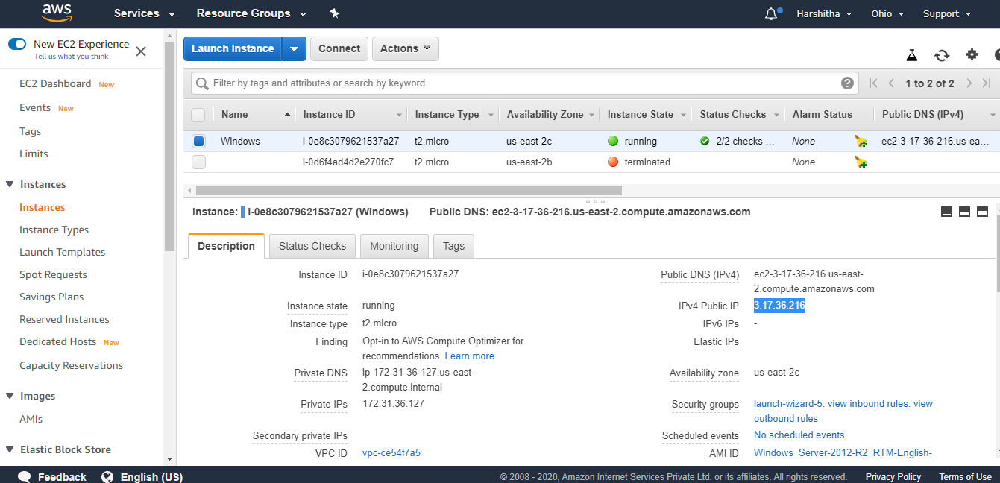 aws Services Resource Groups Harshitha Ohio Support
New EC2 Experience
Tell us what you think
EC2 Dashboard New
Events New
Tags
Limits
Instances
Instances
Instance Types
Launch Templates
Spot Requests
Savings Plans
Reserved Instances
Dedicated Hosts New
Capacity Reservations
Images
AMIs
Elastic Block Store
Launch Instance Connect Actions
Filter by tags and attributes or search by keyword ? 1 to 2 of 2
Name Instance ID Instance Type Availability Zone Instance State Status Checks Alarm Status Public DNS (IPv4)
Windows i-0e8c3079621537a27 t2.micro us-east-2c running 2/2 checks ... None ec2-3-17-36-216.us-ea...
i-0d6f4ad4d2e270fc7 t2.micro us-east-2b terminated None
Instance: i-0e8c3079621537a27 (Windows) Public DNS: ec2-3-17-36-216.us-east-2.compute.amazonaws.com
Description Status Checks Monitoring Tags
Instance ID i-0e8c3079621537a27 Public DNS (IPv4) ec2-3-17-36-216.us-east-
2.compute.amazonaws.com
Instance state running IPv4 Public IP 3.17.36.216
Instance type t2.micro IPv6 IPs -
Finding Opt-in to AWS Compute Optimizer for Elastic IPs
recommendations. Learn more
Private DNS ip-172-31-36-127.us-east- Availability zone us-east-2c
2.compute.internal
Private IPs 172.31.36.127 Security groups launch-wizard-5. view inbound rules. view
outbound rules
Secondary private IPs Scheduled events No scheduled events
VPC ID vpc-ce54f7a5 AMI ID Windows_Server-2012-R2_RTM-English-
Feedback English (US) © 2008 - 2020, Amazon Internet Services Private Ltd. or its affiliates. All rights reserved. Privacy Policy Terms of Use